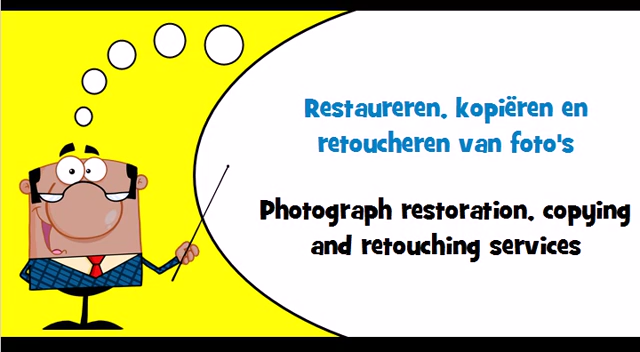 Restaureren, kopiëren en
retoucheren van foto's
Photograph restoration, copying
and retouching services